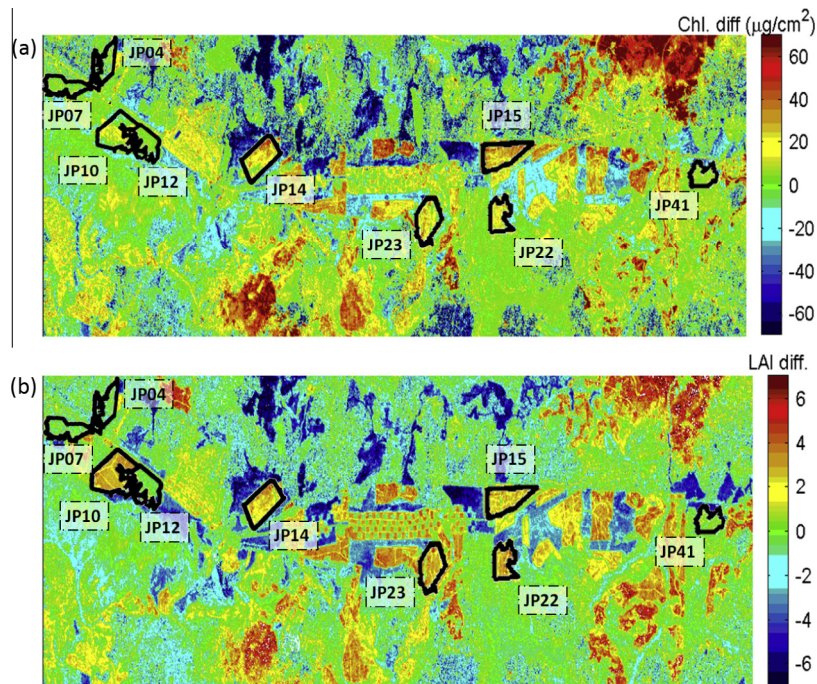 Chl. diff (μg/cm²)
(a)
JP04
JP07
JP10
JP12
JP14
JP15
JP41
JP23
JP22
60
40
20
0
-20
-40
-60
LAI diff.
(b)
JP04
JP07
JP10
JP12
JP14
JP15
JP41
JP23
JP22
6
4
2
0
-2
-4
-6